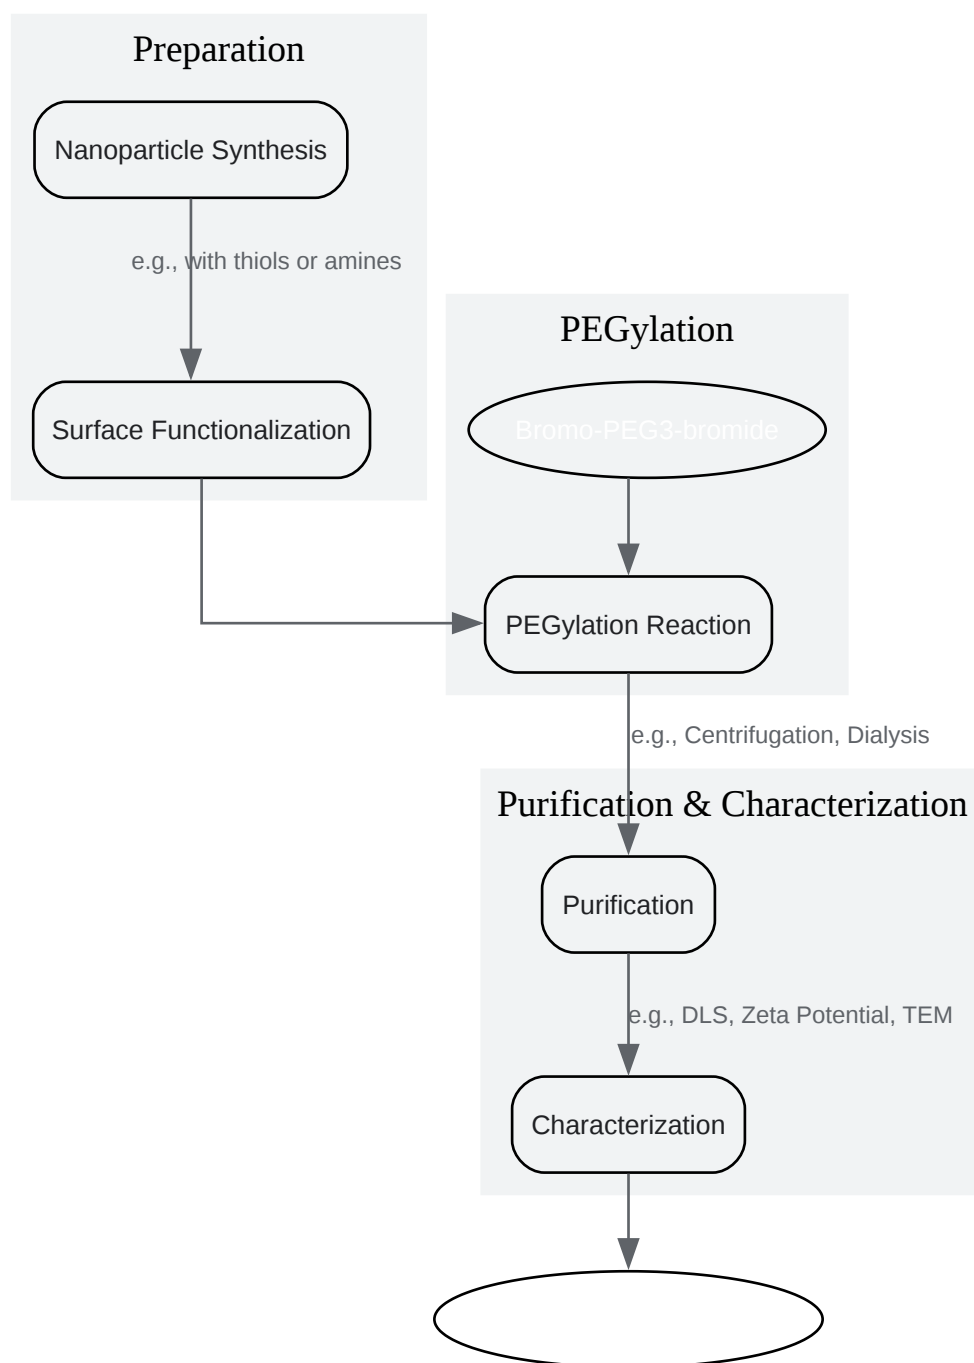 Preparation
Nanoparticle Synthesis
e.g., with thiols or amines
Surface Functionalization
PEGylation
Bromo-PEG3-bromide
PEGylation Reaction
e.g., Centrifugation, Dialysis
Purification & Characterization
Purification
e.g., DLS, Zeta Potential, TEM
Characterization